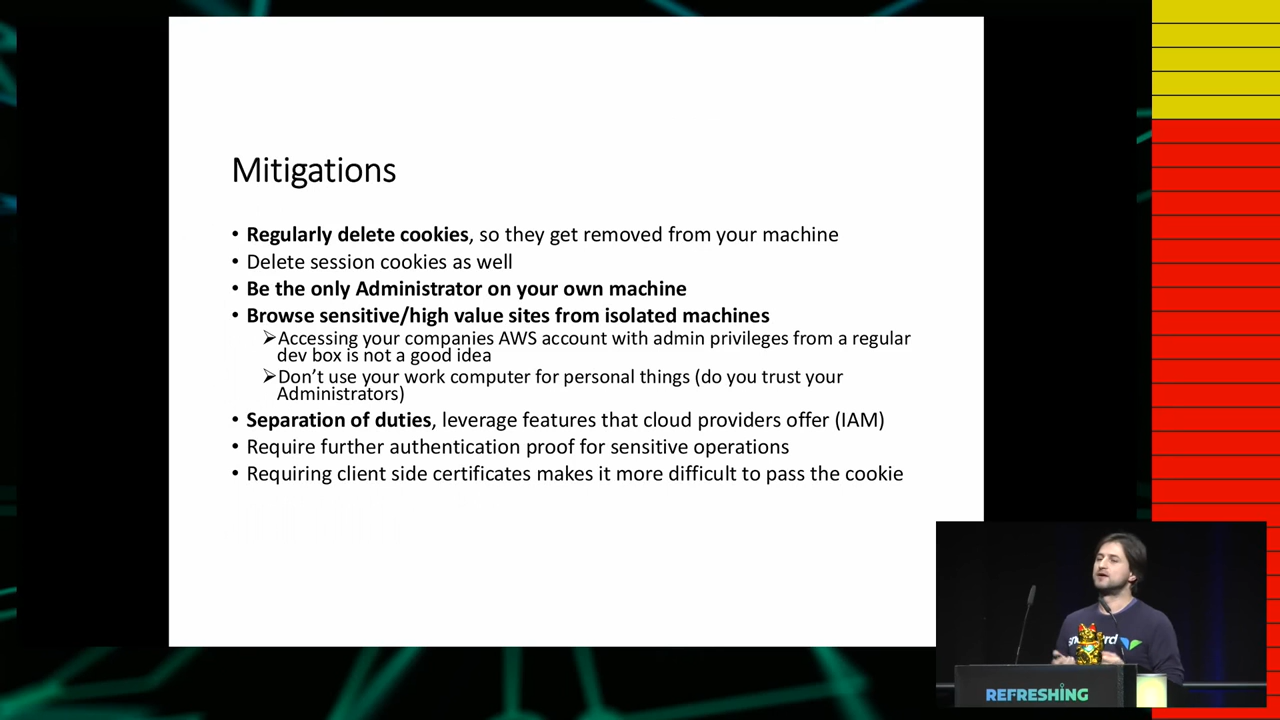 Mitigations
• Regularly delete cookies, so they get removed from your machine
• Delete session cookies as well
• Be the only Administrator on your own machine
• Browse sensitive/high value sites from isolated machines
➢Accessing your companies AWS account with admin privileges from a regular
dev box is not a good idea
➢Don’t use your work computer for personal things (do you trust your
Administrators)
• Separation of duties, leverage features that cloud providers offer (IAM)
• Require further authentication proof for sensitive operations
• Requiring client side certificates makes it more difficult to pass the cookie
REFRESHING